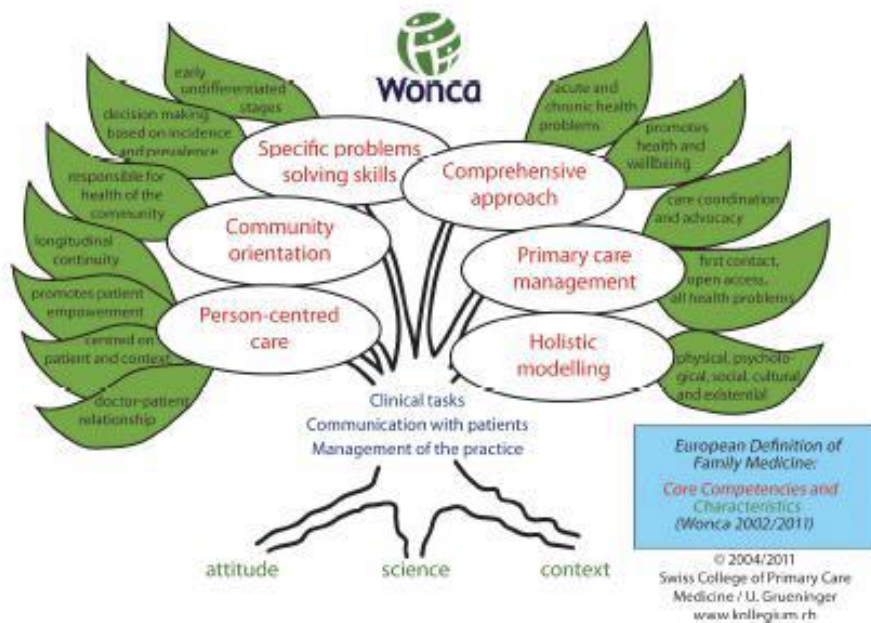 Wonca
early
undifferentiated
stages
decision making
based on incidence
and prevalence
responsible for
health of the
community
longitudinal
continuity
promotes patient
empowerment
centred on
patient and context
doctor-patient
relationship
Specific problems
solving skills
Community
orientation
Person-centred
care
acute and
chronic health
problems
promotes
health and
wellbeing
care coordination
and advocacy
first contact,
open access,
all health problems
physical, psycholo-
gical, social, cultural
and existential
Comprehensive
approach
Primary care
management
Holistic
modelling
Clinical tasks
Communication with patients
Management of the practice
attitude
science
context
European Definition of
Family Medicine:
Core Competencies and
Characteristics
(Wonca 2002/2011)
© 2004/2011
Swiss College of Primary Care
Medicine / U. Grueninger
www.kollegium.ch